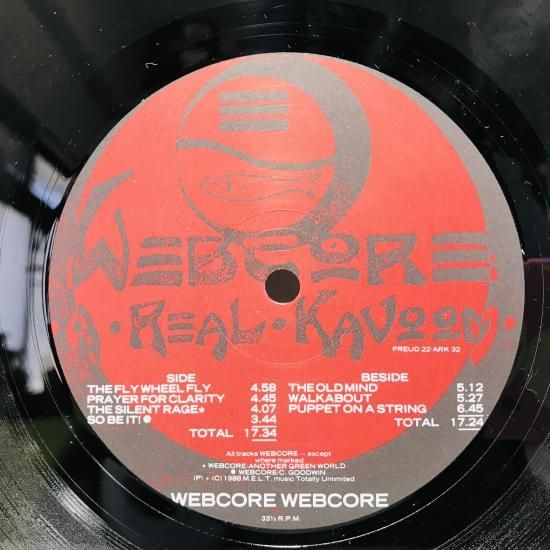 WEBCORE
A • REAL • KAVOOM •
FREUD 22/ARK 32
SIDE
THE FLY WHEEL FLY 4.58
PRAYER FOR CLARITY 4.45
THE SILENT RAGE* 4.07
SO BE IT! ● 3.44
TOTAL 17.34
BESIDE
THE OLD MIND 5.12
WALKABOUT 5.27
PUPPET ON A STRING 6.45
TOTAL 17.24
All tracks WEBCORE — except
where marked
* WEBCORE/ANOTHER GREEN WORLD
● WEBCORE/C. GOODWIN
(P) + (C) 1988 M.E.L.T. music Totally Unlimited
WEBCORE WEBCORE
33⅓ R.P.M.